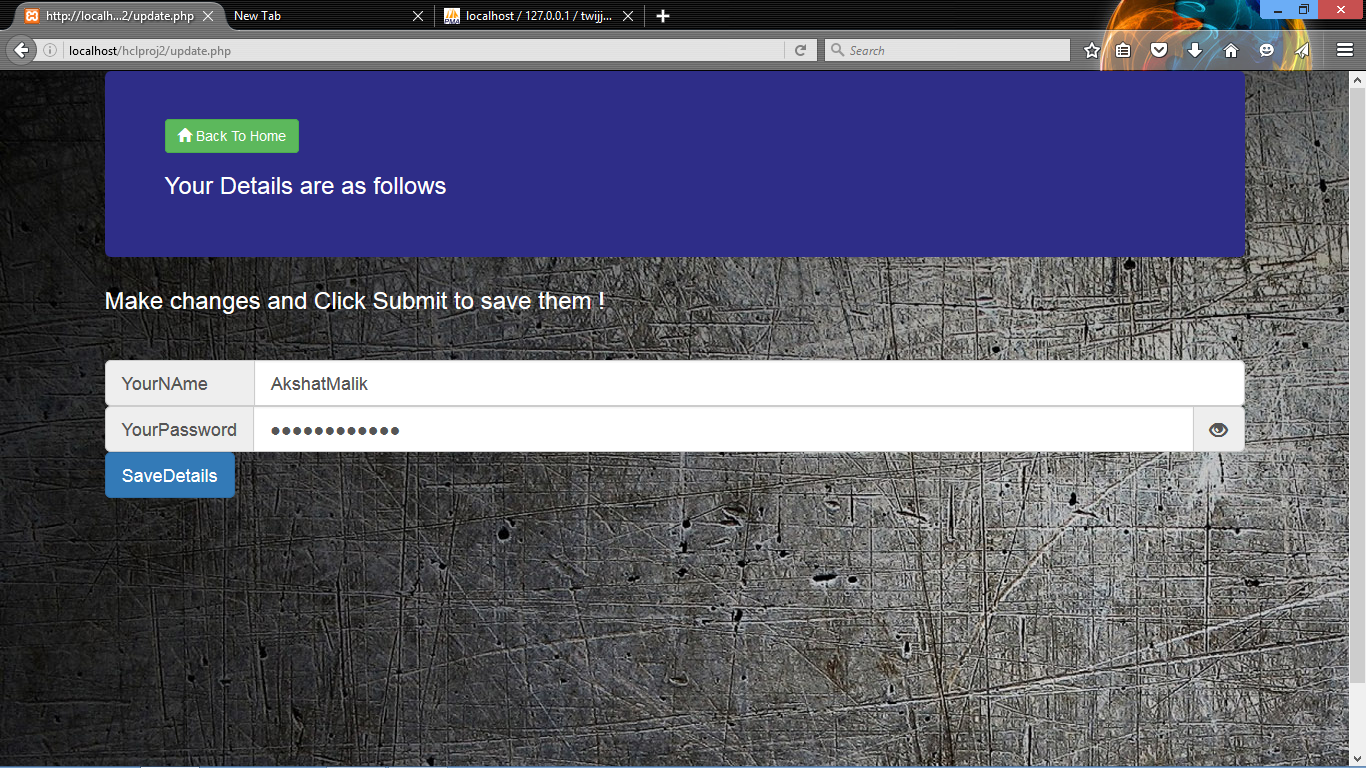 http://localh...2/update.php
New Tab
localhost / 127.0.0.1 / twijj...
localhost/hclproj2/update.php
Search
Back To Home
Your Details are as follows
Make changes and Click Submit to save them !
YourNAme AkshatMalik
YourPassword ●●●●●●●●●●●●
SaveDetails